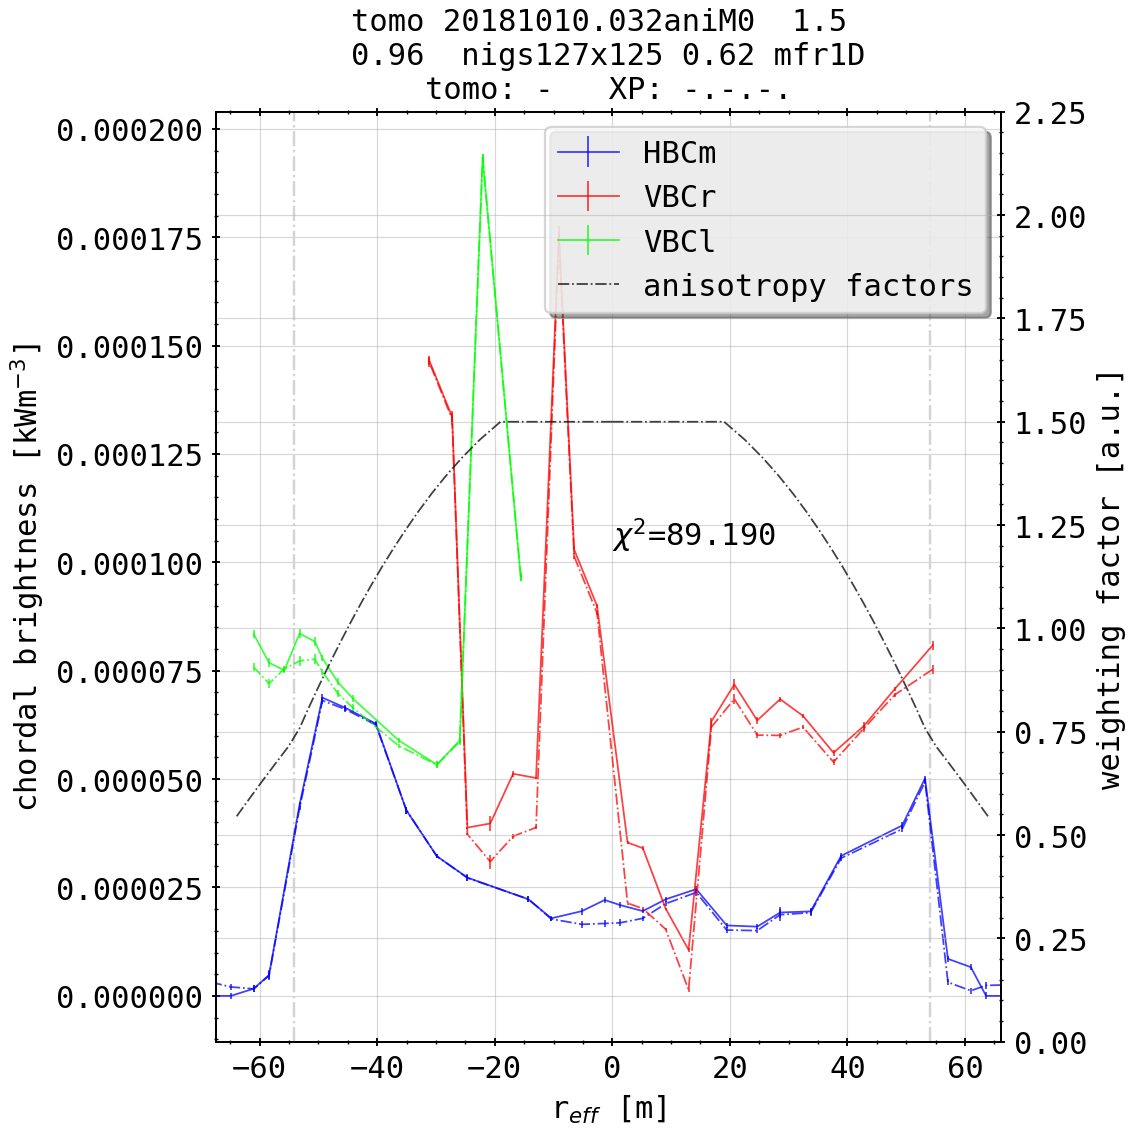 tomo 20181010.032aniM0  1.5
0.96  nigs127x125 0.62 mfr1D
tomo: -   XP: -.-.-.
HBCm
VBCr
VBCl
anisotropy factors
χ²=89.190
chordal brightness [kWm⁻³]
0.000200
0.000175
0.000150
0.000125
0.000100
0.000075
0.000050
0.000025
0.000000
2.25
2.00
1.75
1.50
1.25
1.00
0.75
0.50
0.25
0.00
weighting factor [a.u.]
−60 −40 −20 0 20 40 60
r_eff [m]